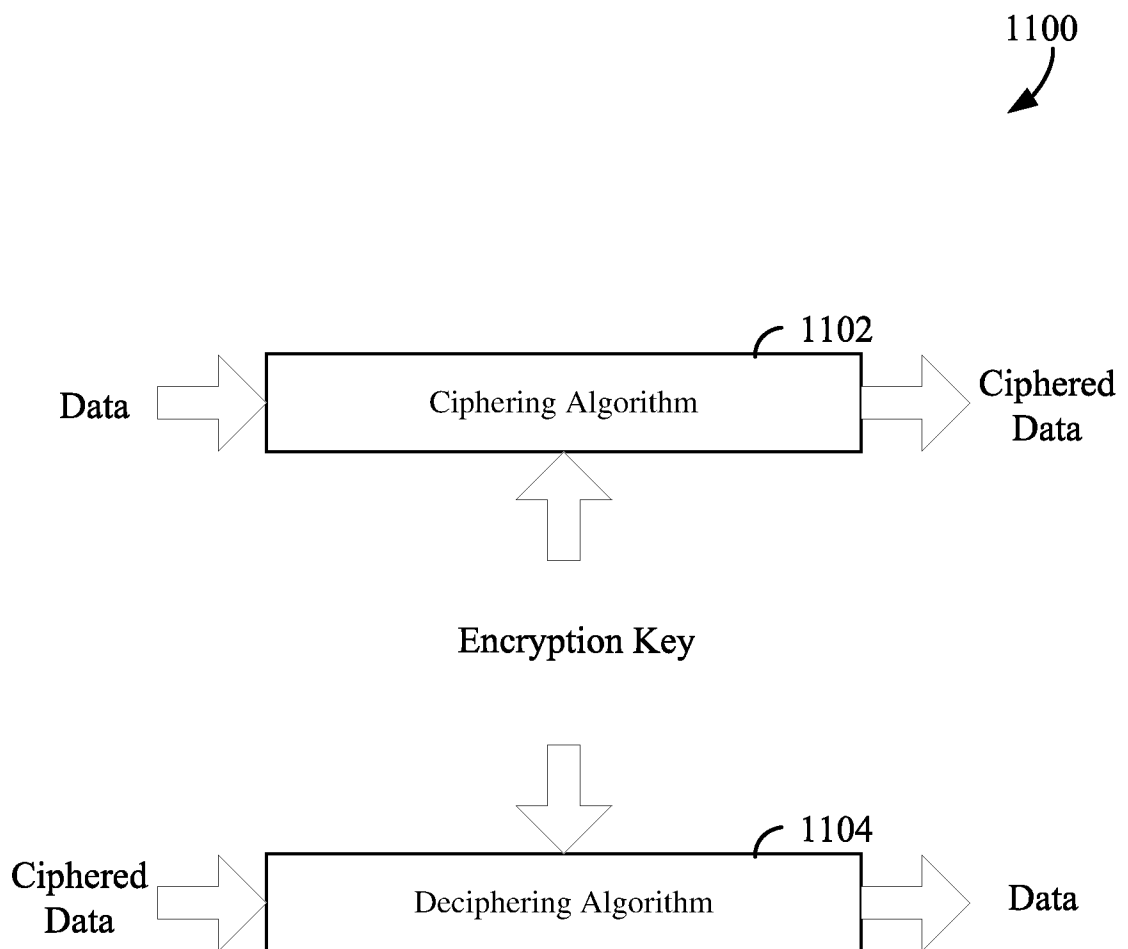 1100
1102
Data
Ciphering Algorithm
Ciphered
Data
Encryption Key
1104
Ciphered
Data
Deciphering Algorithm
Data